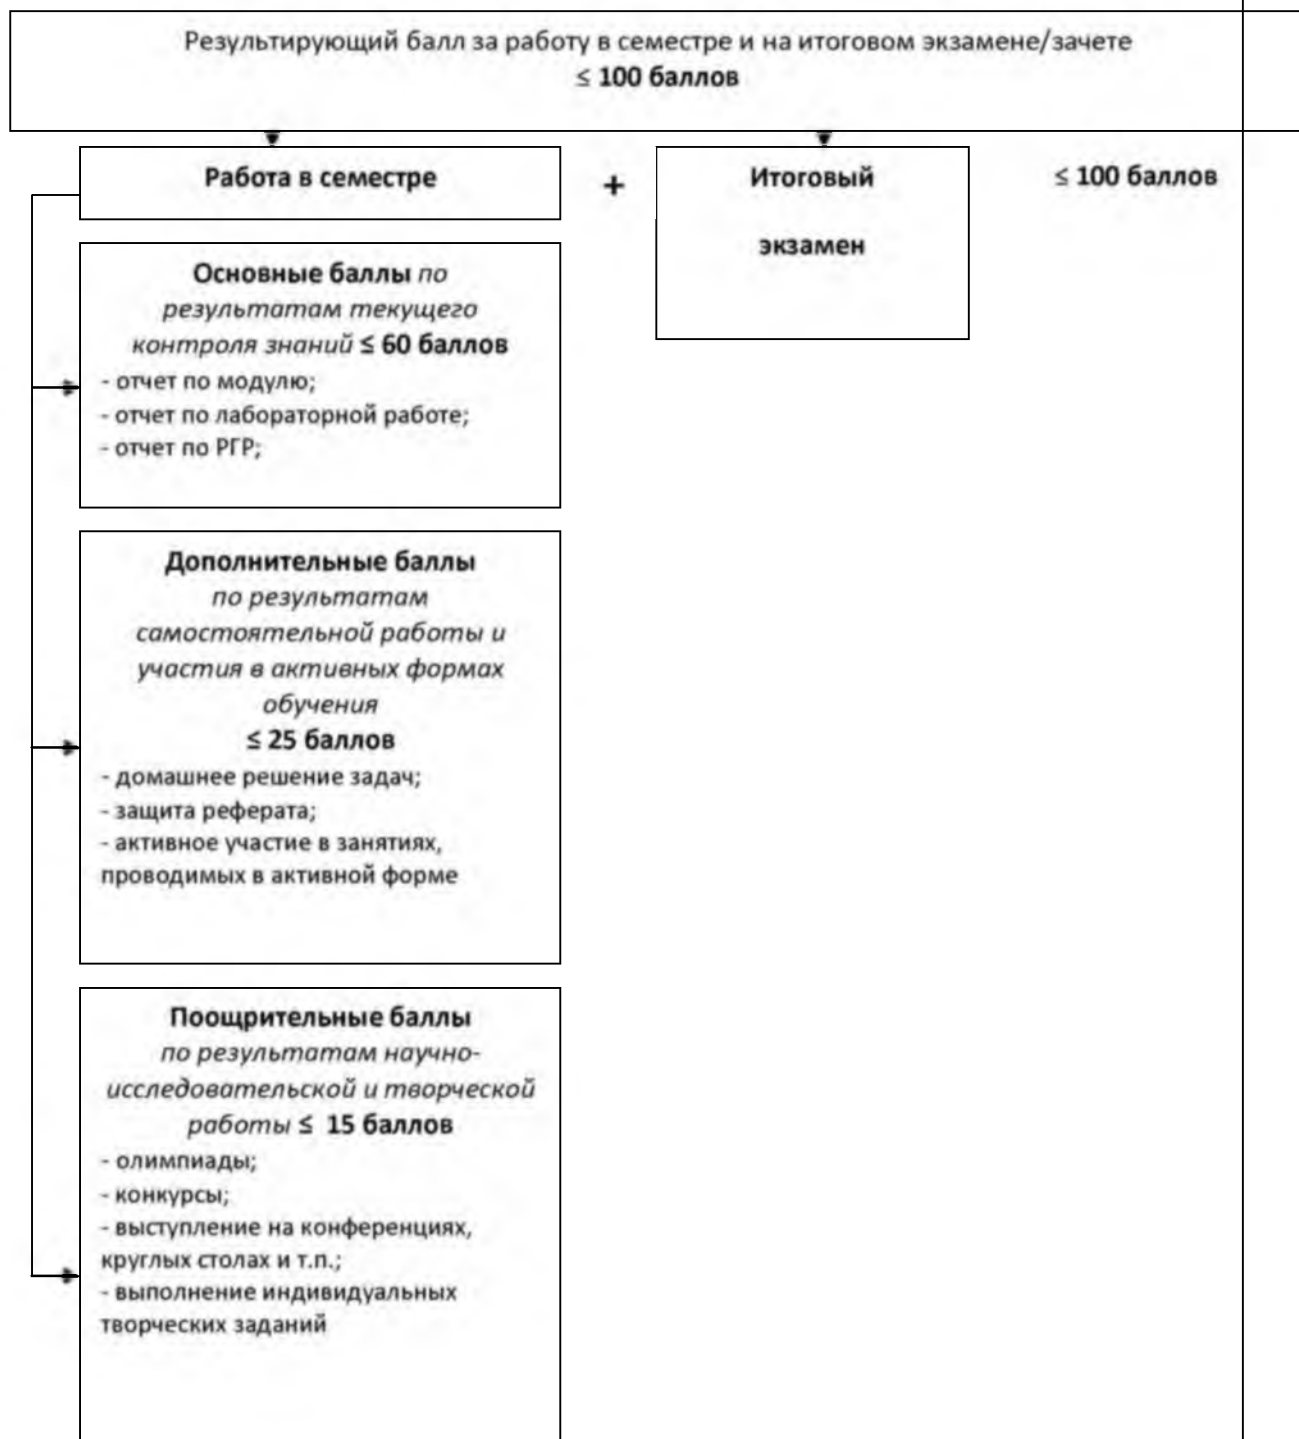 Результирующий балл за работу в семестре и на итоговом экзамене/зачете
≤ 100 баллов
Работа в семестре
+
Итоговый
экзамен
≤ 100 баллов
Основные баллы по
результатам текущего
контроля знаний ≤ 60 баллов
- отчет по модулю;
- отчет по лабораторной работе;
- отчет по РГР;
Дополнительные баллы
по результатам
самостоятельной работы и
участия в активных формах
обучения
≤ 25 баллов
- домашнее решение задач;
- защита реферата;
- активное участие в занятиях,
проводимых в активной форме
Поощрительные баллы
по результатам научно-
исследовательской и творческой
работы ≤ 15 баллов
- олимпиады;
- конкурсы;
- выступление на конференциях,
круглых столах и т.п.;
- выполнение индивидуальных
творческих заданий